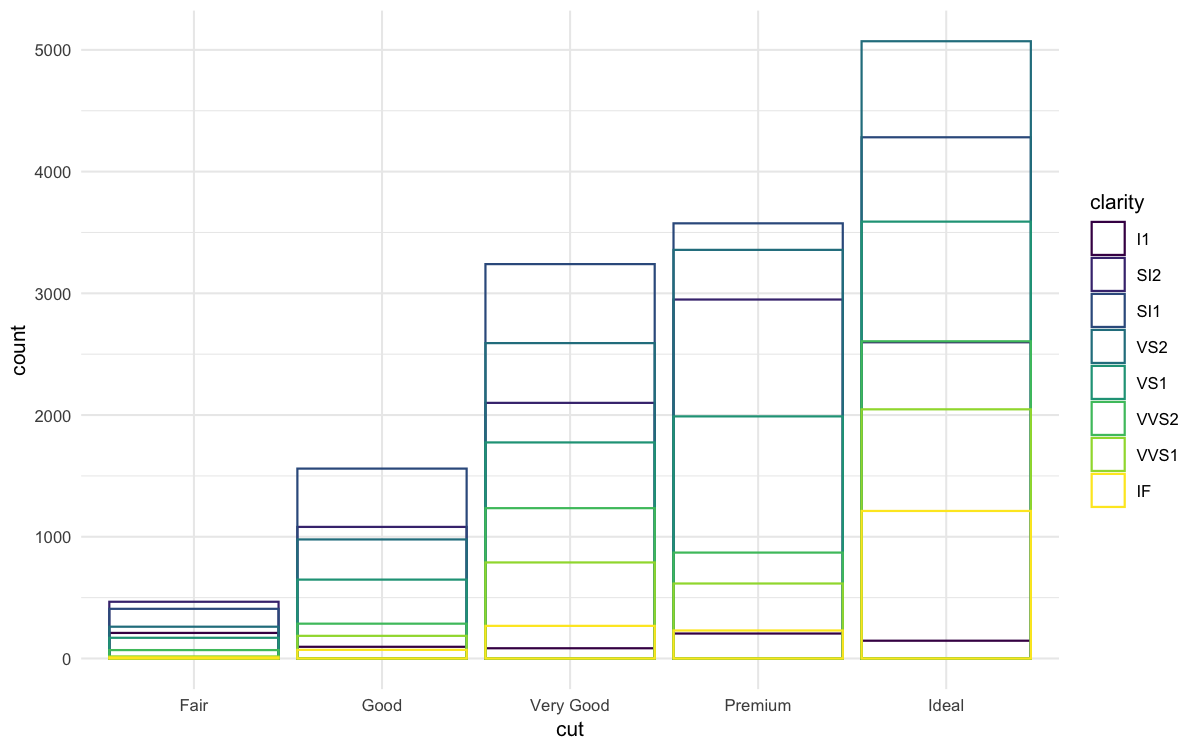 5000
4000
3000
2000
1000
0
count
Fair
Good
Very Good
Premium
Ideal
cut
clarity
I1
SI2
SI1
VS2
VS1
VVS2
VVS1
IF